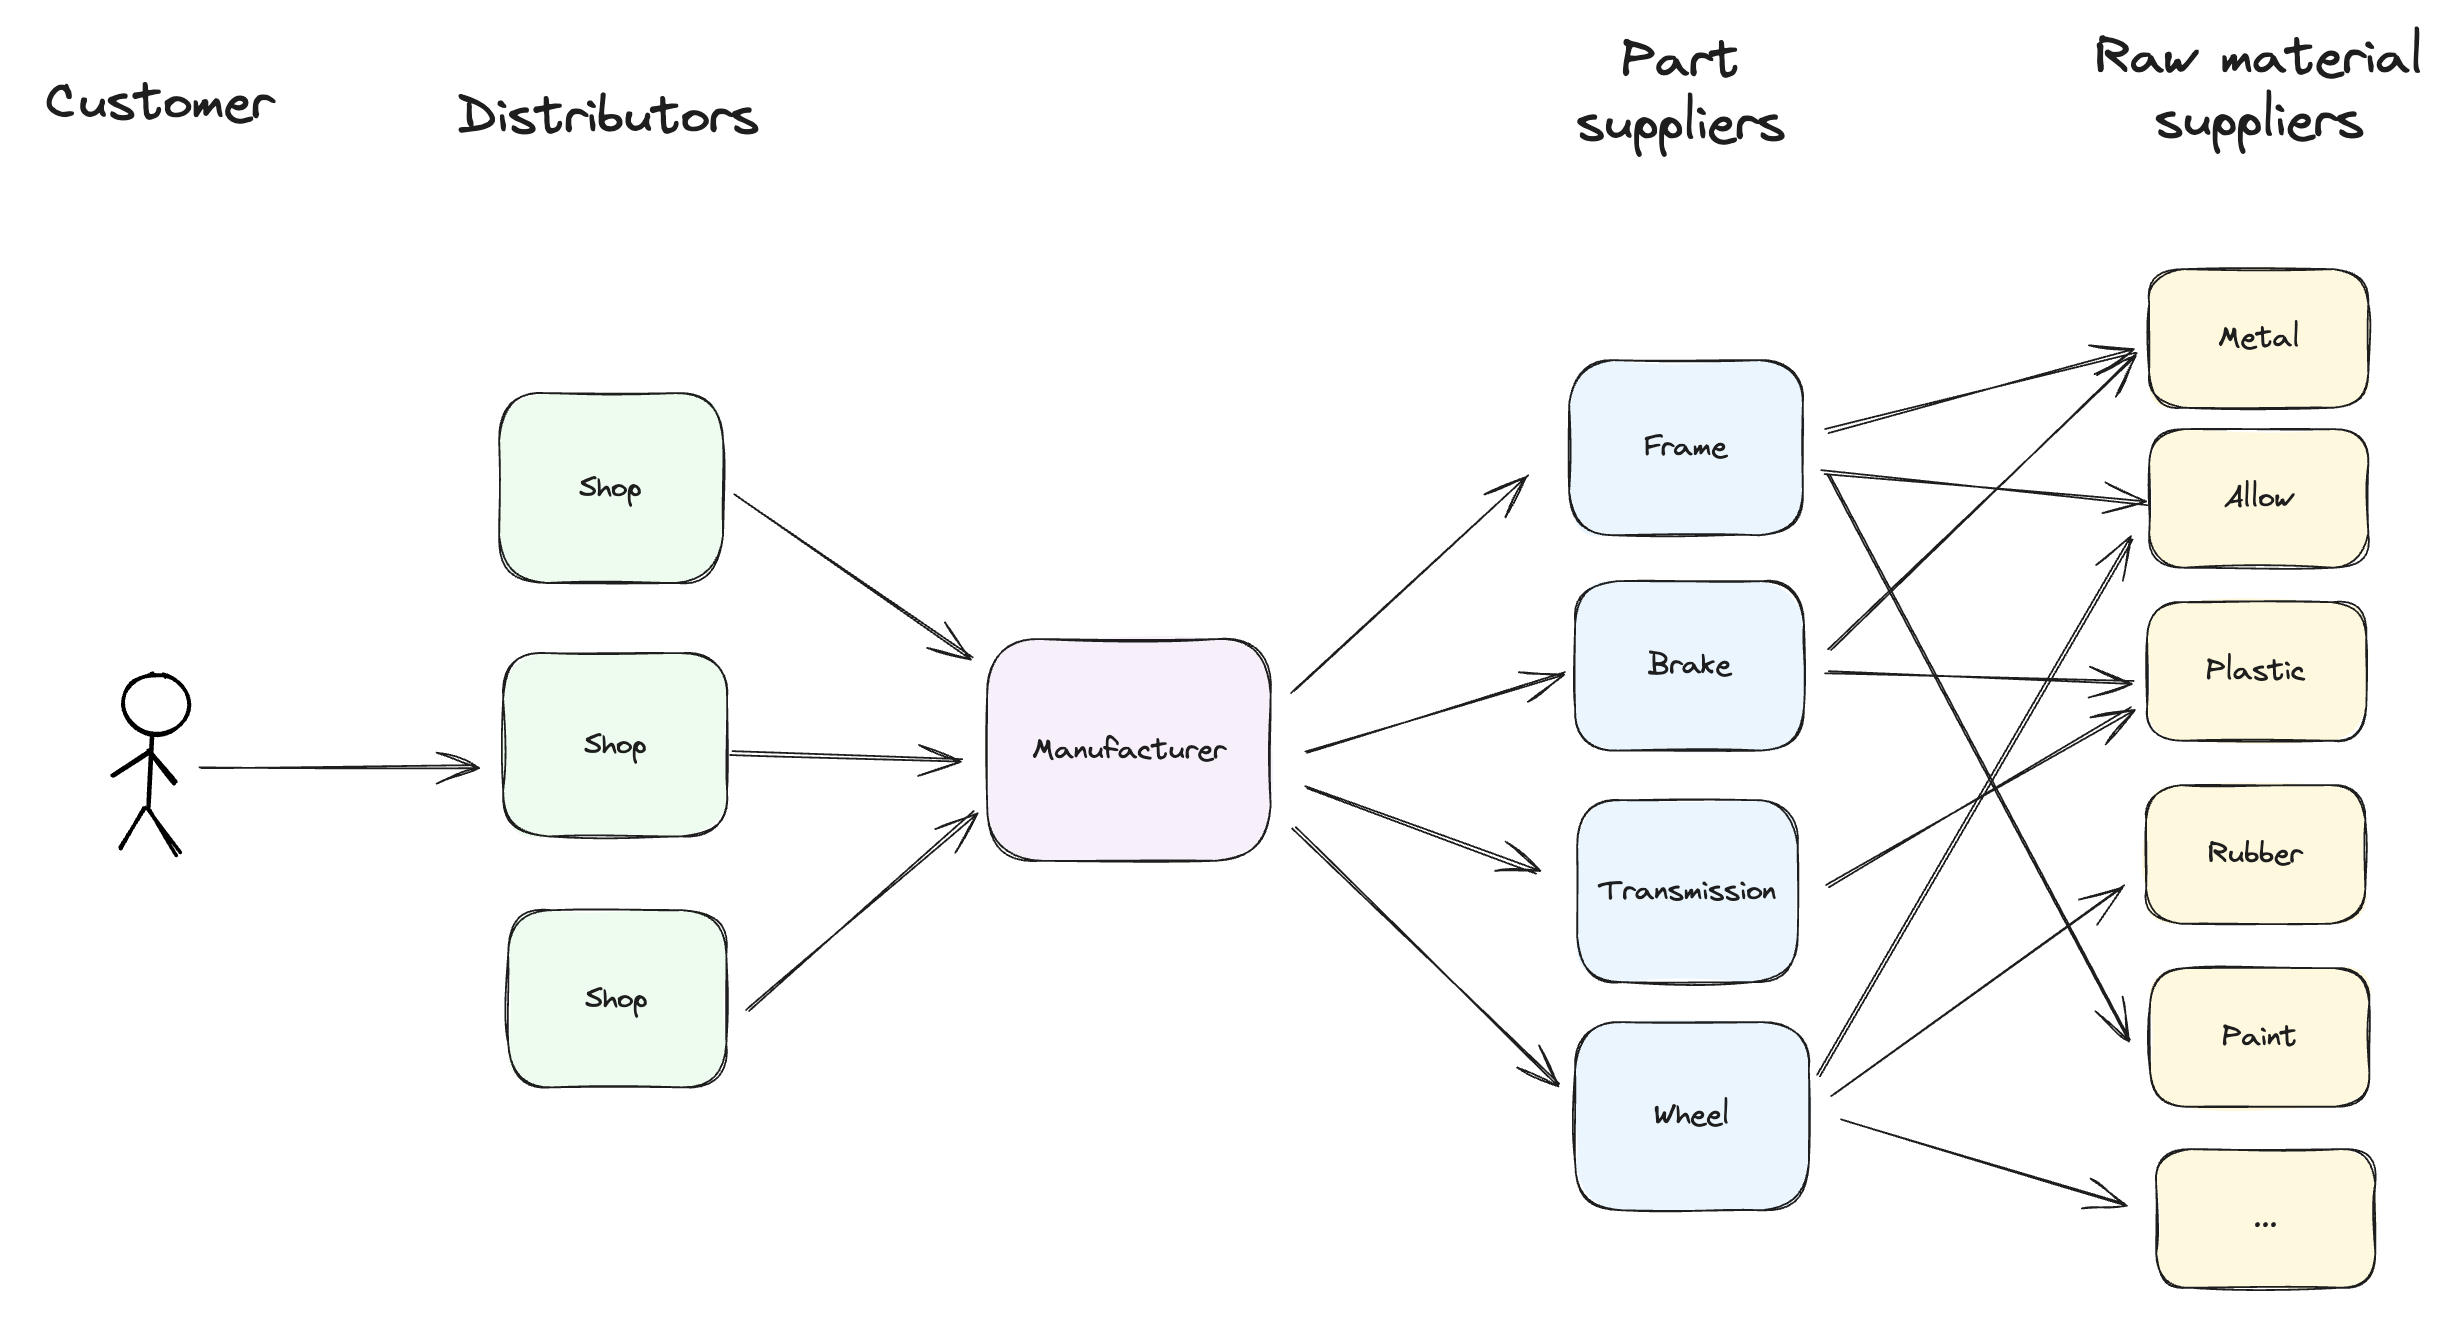 Customer
Distributors
Part
suppliers
Raw material
suppliers
Shop
Shop
Shop
Manufacturer
Frame
Brake
Transmission
Wheel
Metal
Allow
Plastic
Rubber
Paint
...